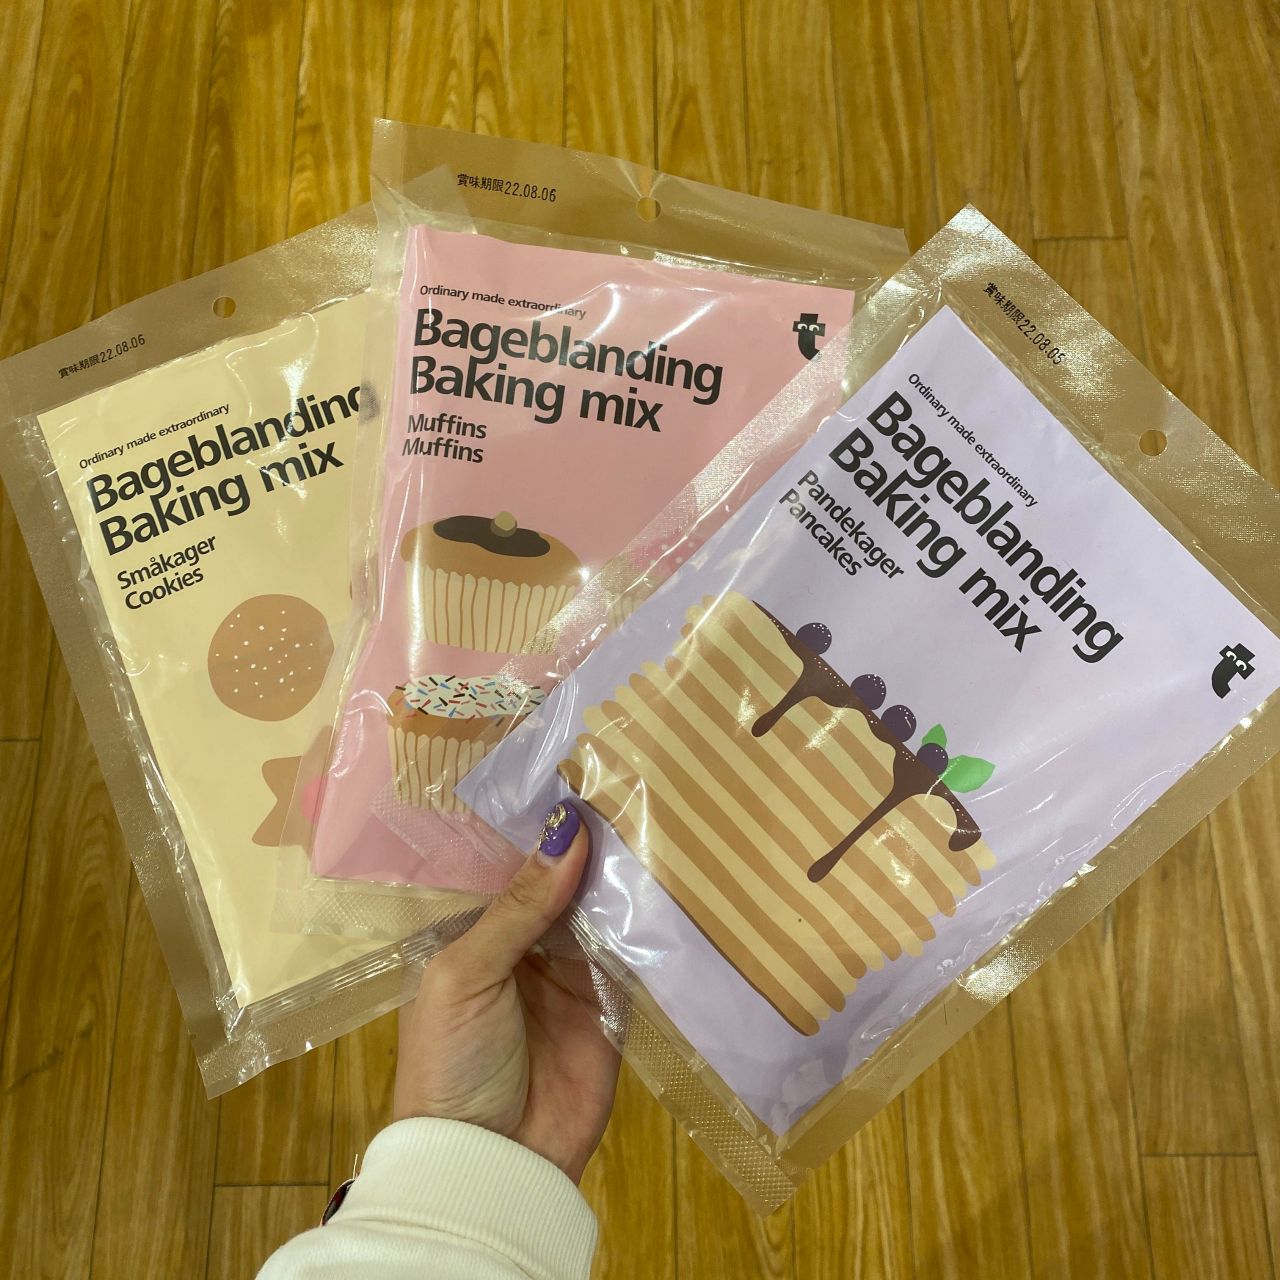 賞味期限22.08.06
Ordinary made extraordinary
Bageblanding
Baking mix
Småkager
Cookies
賞味期限22.08.06
Ordinary made extraordinary
Bageblanding
Baking mix
Muffins
Muffins
賞味期限22.08.05
Ordinary made extraordinary
Bageblanding
Baking mix
Pandekager
Pancakes